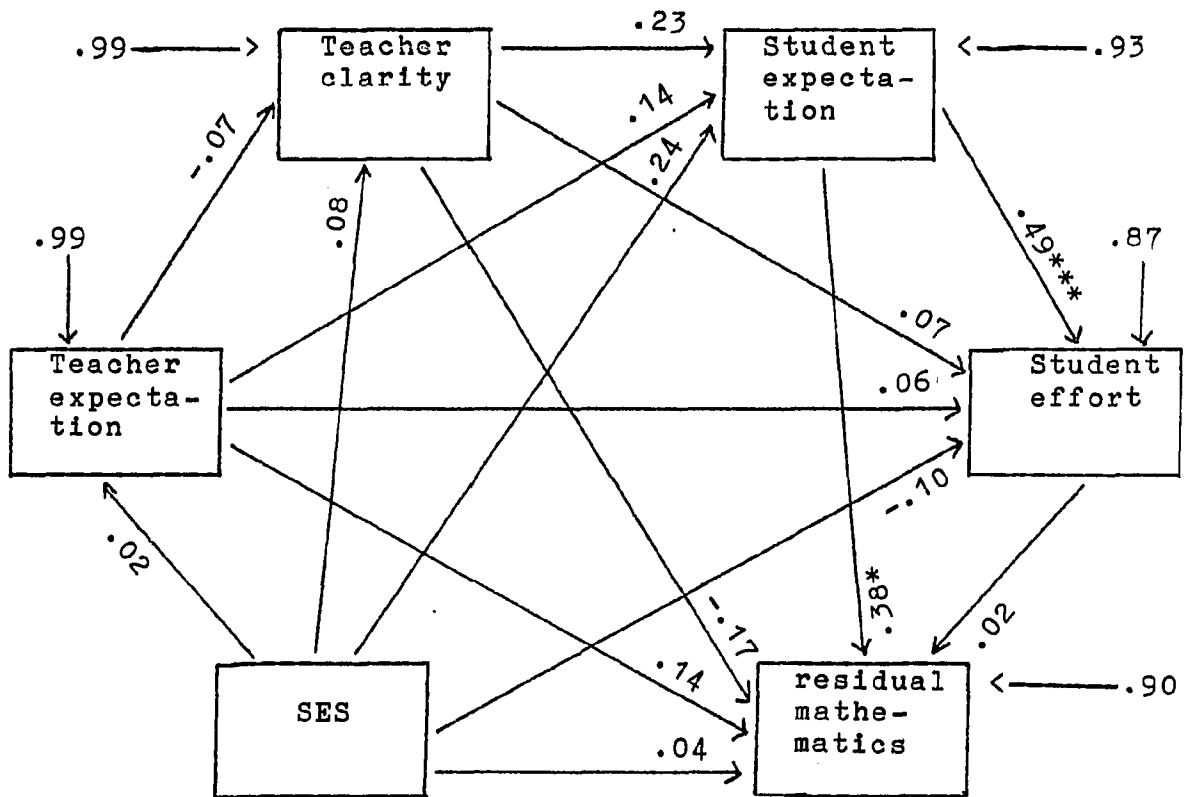 .23
.99
Teacher
clarity
Student
expecta-
tion
.93
.14
-.07
.24
.08
.49***
.99
.87
.07
Teacher
expecta-
tion
.06
Student
effort
-.10
.02
.38*
-.17
.02
.14
SES
residual
mathe-
matics
.90
.04